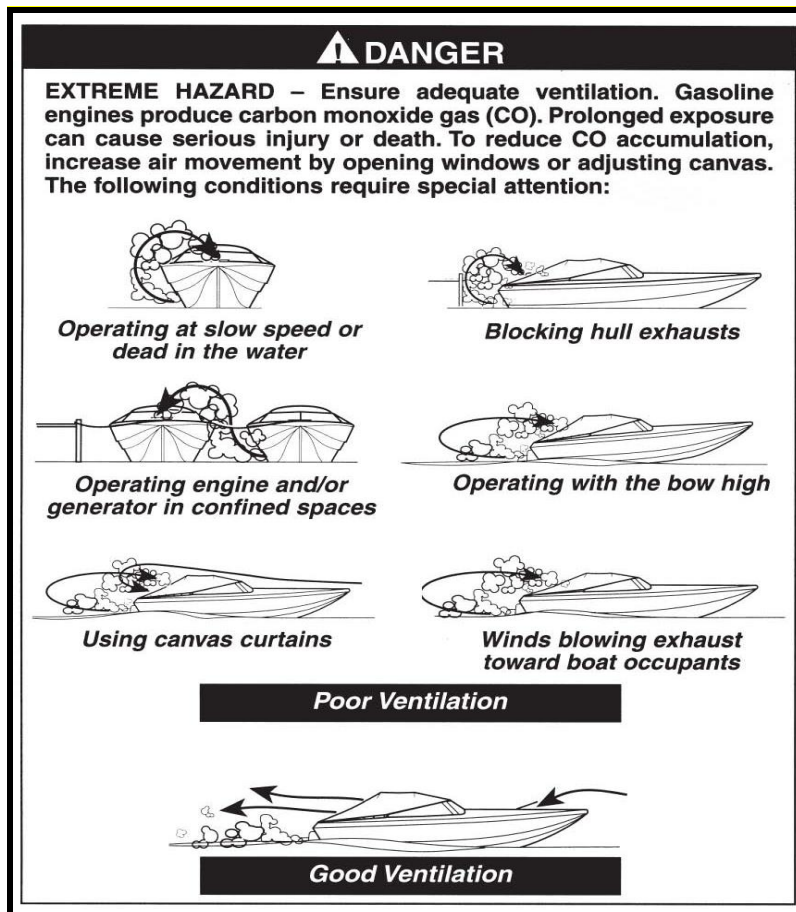 DANGER
EXTREME HAZARD – Ensure adequate ventilation. Gasoline
engines produce carbon monoxide gas (CO). Prolonged exposure
can cause serious injury or death. To reduce CO accumulation,
increase air movement by opening windows or adjusting canvas.
The following conditions require special attention:
Operating at slow speed or
dead in the water
Blocking hull exhausts
Operating engine and/or
generator in confined spaces
Operating with the bow high
Using canvas curtains
Winds blowing exhaust
toward boat occupants
Poor Ventilation
Good Ventilation